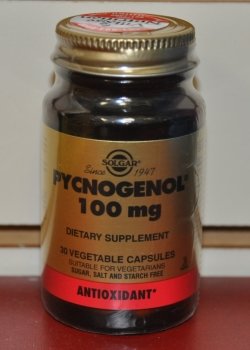 SOLGAR®
Since 1947
PYCNOGENOL®
100 mg
DIETARY SUPPLEMENT
30 VEGETABLE CAPSULES
SUITABLE FOR VEGETARIANS
SUGAR, SALT AND STARCH FREE
ANTIOXIDANT*